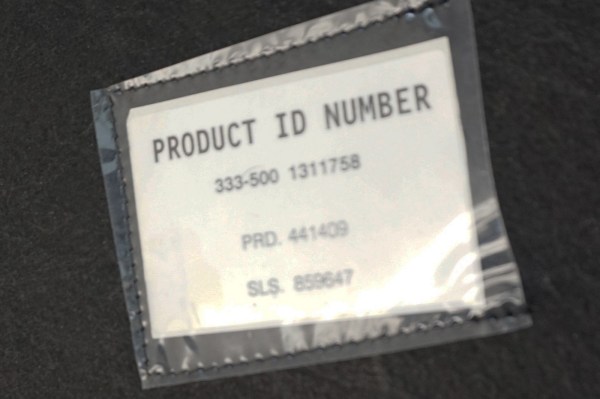 PRODUCT ID NUMBER
333-500 1311758
PRD. 441409
SLS. 859647